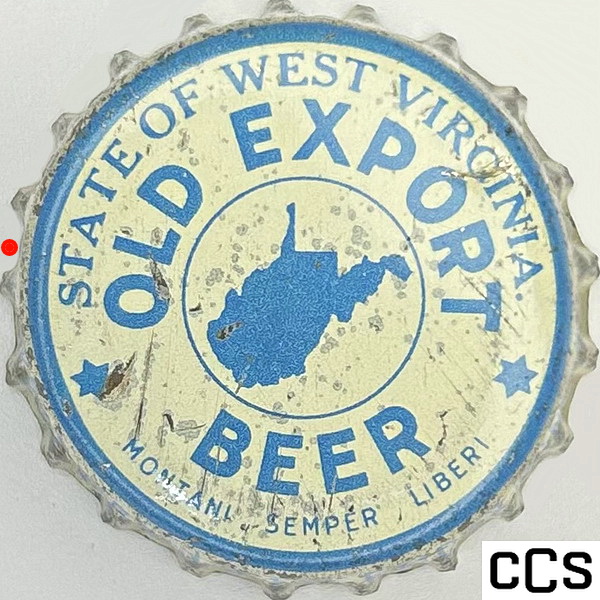 STATE OF WEST VIRGINIA.
OLD EXPORT
BEER
MONTANI SEMPER LIBERI
CCS